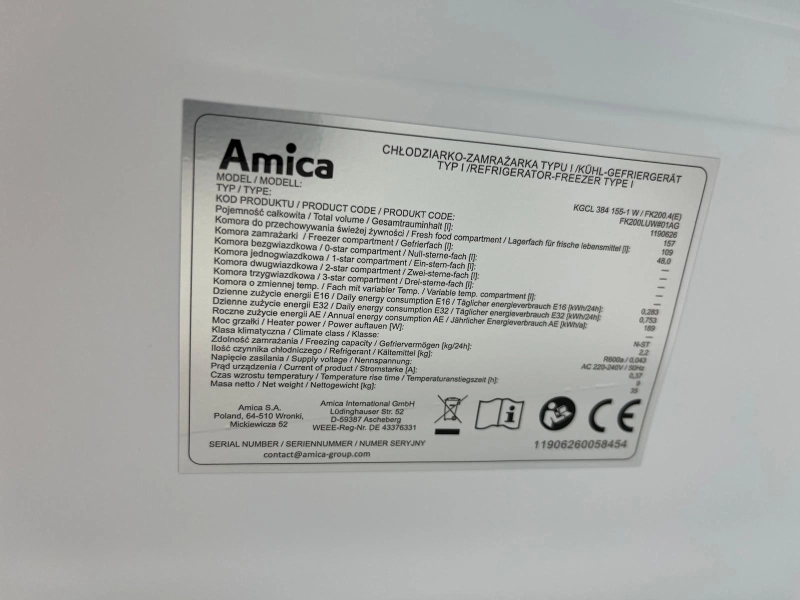 Amica
CHŁODZIARKO-ZAMRAŻARKA TYPU I /KÜHL-GEFRIERGERÄT
TYP I /REFRIGERATOR-FREEZER TYPE I
MODEL / MODELL: KGCL 384 155-1 W / FK200.4(E)
TYP / TYPE: FK200LUW#01AG
KOD PRODUKTU / PRODUCT CODE / PRODUKT CODE: 1190626
Pojemność całkowita / Total volume / Gesamtrauminhalt [l]: 157
Komora do przechowywania świeżej żywności / Fresh food compartment / Lagerfach für frische lebensmittel [l]: 109
Komora zamrażarki / Freezer compartment / Gefrierfach [l]: 48,0
Komora bezgwiazdkowa / 0-star compartment / Null-sterne-fach [l]: —
Komora jednogwiazdkowa / 1-star compartment / Ein-stern-fach [l]: —
Komora dwugwiazdkowa / 2-star compartment / Zwei-sterne-fach [l]: —
Komora trzygwiazdkowa / 3-star compartment / Drei-sterne-fach [l]: —
Komora o zmiennej temp. / Fach mit variabler Temp. / Variable temp. compartment [l]: —
Dzienne zużycie energii E16 / Daily energy consumption E16 / Täglicher energieverbrauch E16 [kWh/24h]: 0,283
Dzienne zużycie energii E32 / Daily energy consumption E32 / Täglicher Energieverbrauch E32 [kWh/24h]: 0,753
Roczne zużycie energii AE / Annual energy consumption AE / Jährlicher Energieverbrauch AE [kWh/a]: 189
Moc grzałki / Heater power / Power auftauen [W]: —
Klasa klimatyczna / Climate class / Klasse: N-ST
Zdolność zamrażania / Freezing capacity / Gefriervermögen [kg/24h]: 2,2
Ilość czynnika chłodniczego / Refrigerant / Kältemittel [kg]: R600a / 0,043
Napięcie zasilania / Supply voltage / Nennspannung: AC 220-240V / 50Hz
Prąd urządzenia / Current of product / Stromstarke [A]: 0,37
Czas wzrostu temperatury / Temperature rise time / Temperaturanstiegszeit [h]: 9
Masa netto / Net weight / Nettogewicht [kg]:
Amica S.A.
Poland, 64-510 Wronki,
Mickiewicza 52
Amica International GmbH
Lüdinghauser Str. 52
D-59387 Ascheberg
WEEE-Reg-Nr. DE 43376331
i
CE
SERIAL NUMBER / SERIENNUMMER / NUMER SERYJNY
11906260058454
contact@amica-group.com